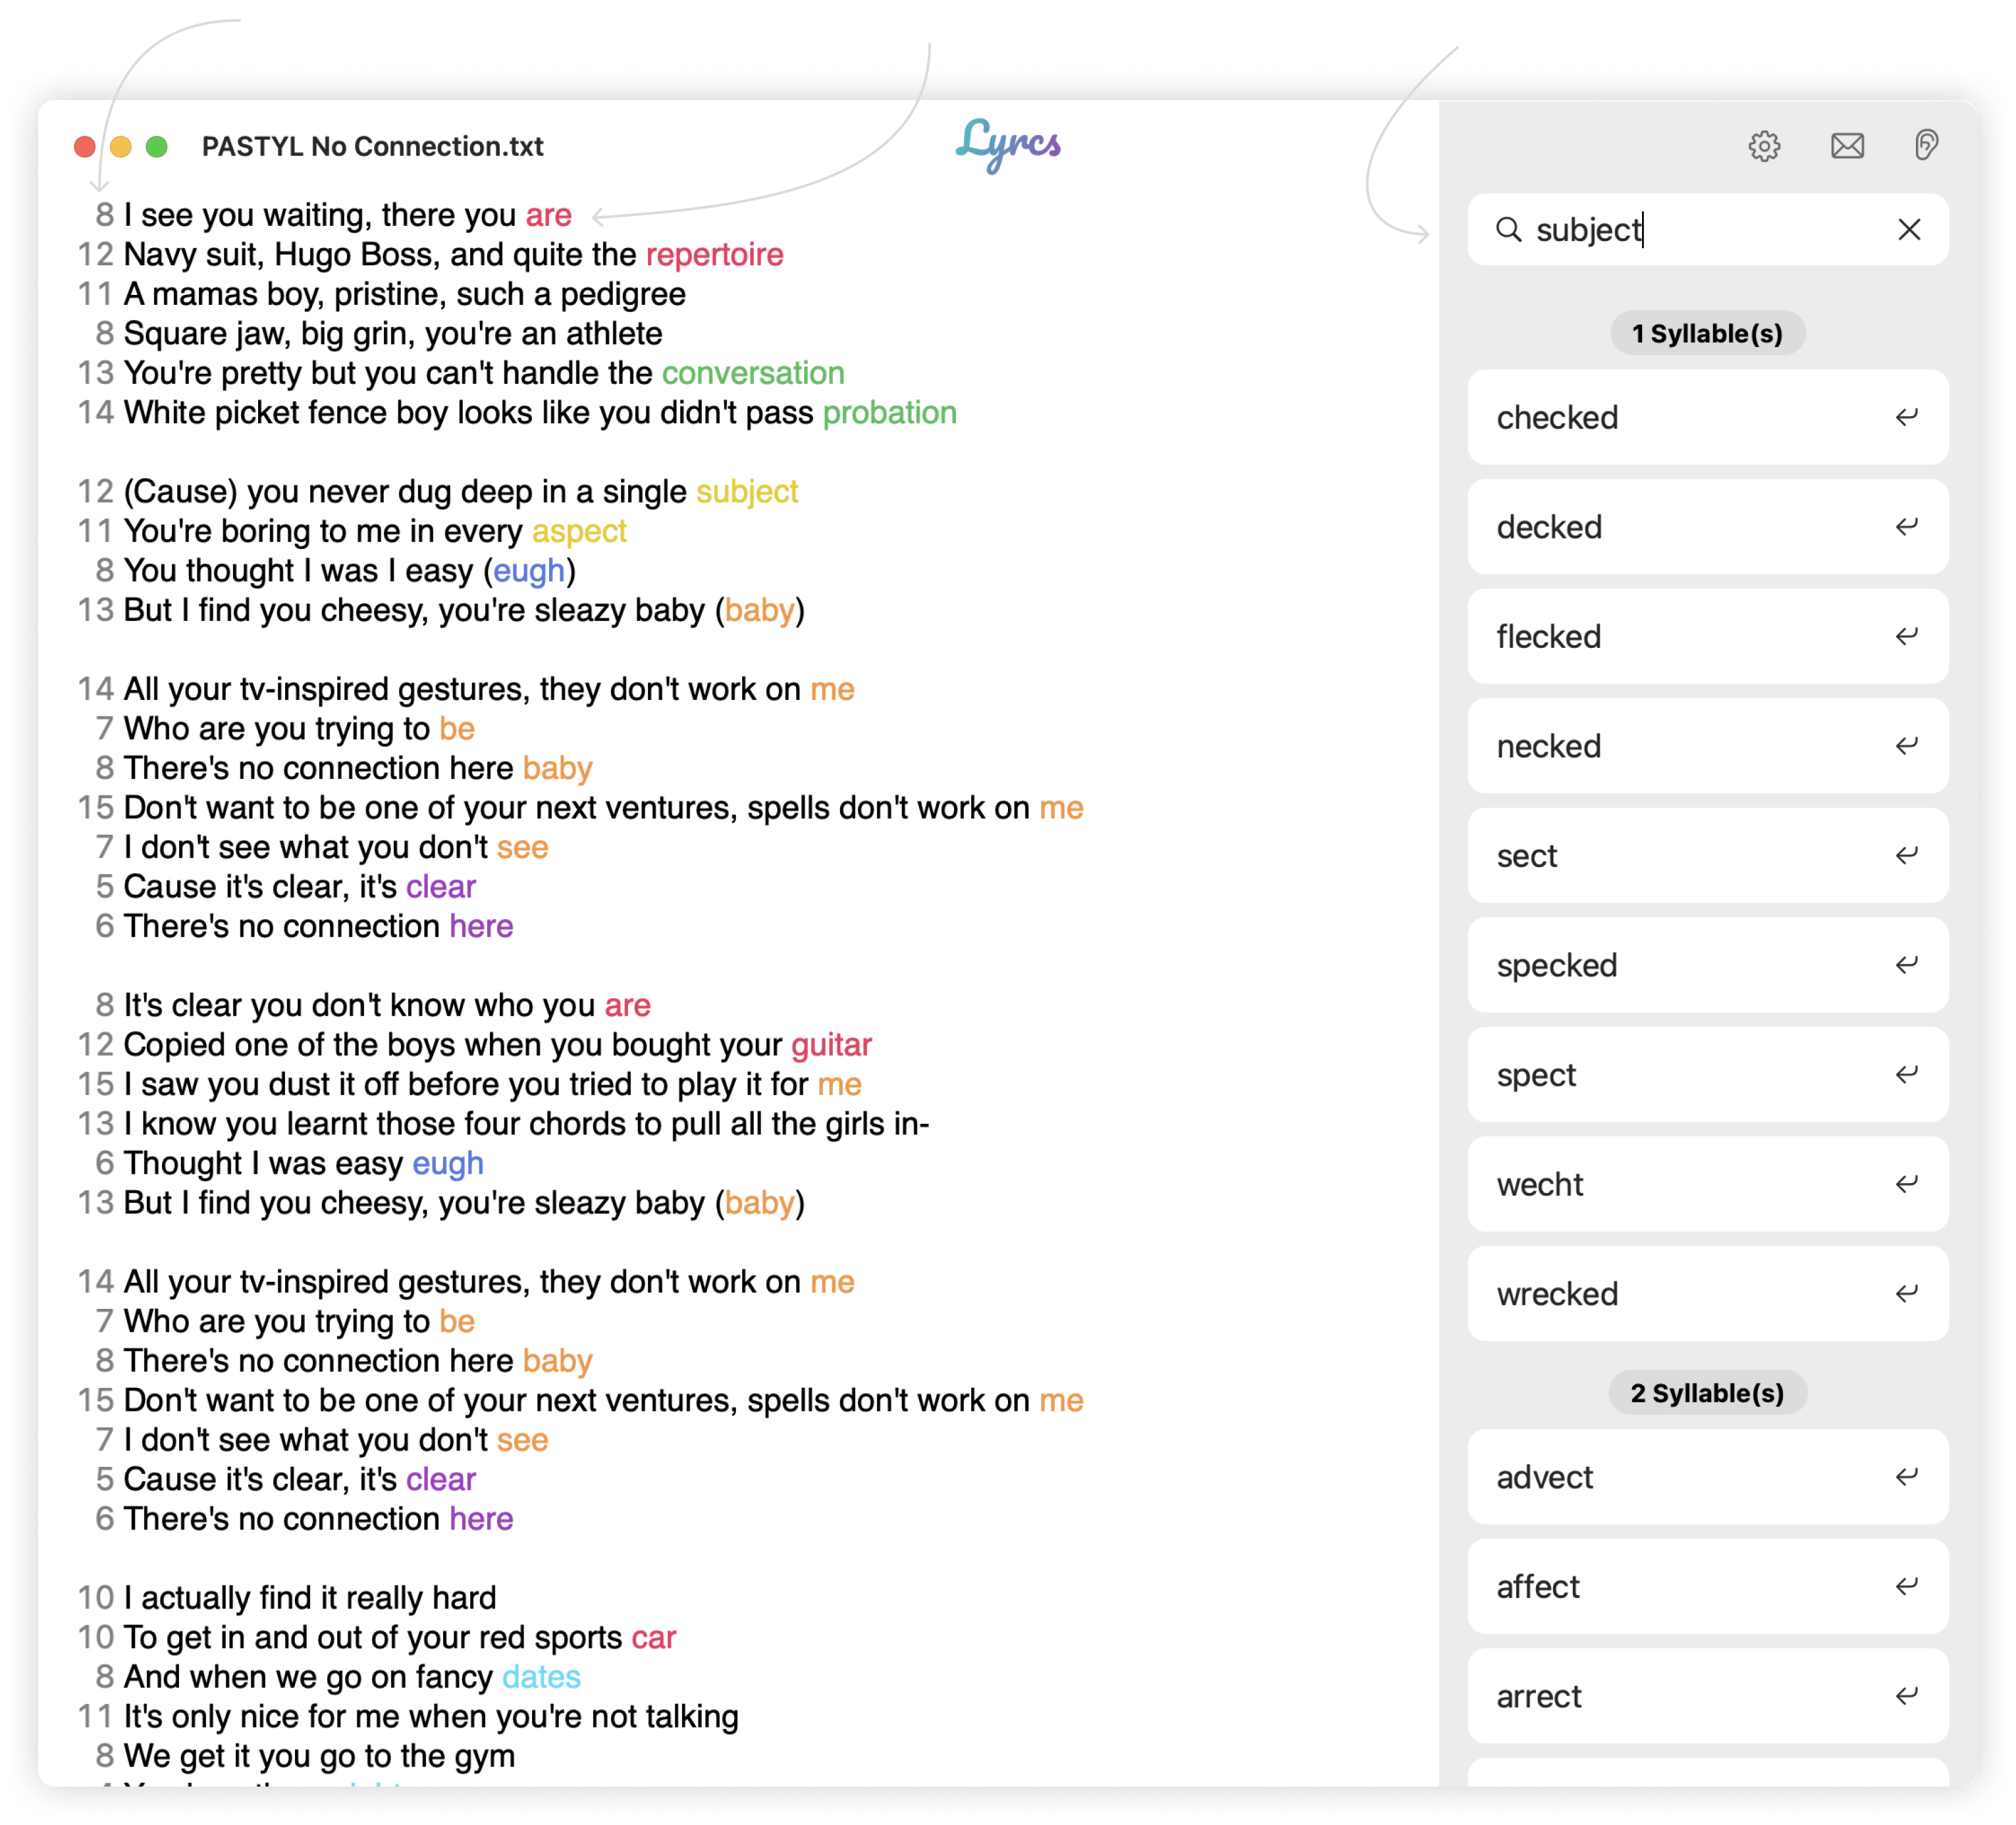 PASTYL No Connection.txt
Lyrcs
8 I see you waiting, there you are
12 Navy suit, Hugo Boss, and quite the repertoire
11 A mamas boy, pristine, such a pedigree
8 Square jaw, big grin, you're an athlete
13 You're pretty but you can't handle the conversation
14 White picket fence boy looks like you didn't pass probation
12 (Cause) you never dug deep in a single subject
11 You're boring to me in every aspect
8 You thought I was I easy (eugh)
13 But I find you cheesy, you're sleazy baby (baby)
14 All your tv-inspired gestures, they don't work on me
7 Who are you trying to be
8 There's no connection here baby
15 Don't want to be one of your next ventures, spells don't work on me
7 I don't see what you don't see
5 Cause it's clear, it's clear
6 There's no connection here
8 It's clear you don't know who you are
12 Copied one of the boys when you bought your guitar
15 I saw you dust it off before you tried to play it for me
13 I know you learnt those four chords to pull all the girls in-
6 Thought I was easy eugh
13 But I find you cheesy, you're sleazy baby (baby)
14 All your tv-inspired gestures, they don't work on me
7 Who are you trying to be
8 There's no connection here baby
15 Don't want to be one of your next ventures, spells don't work on me
7 I don't see what you don't see
5 Cause it's clear, it's clear
6 There's no connection here
10 I actually find it really hard
10 To get in and out of your red sports car
8 And when we go on fancy dates
11 It's only nice for me when you're not talking
8 We get it you go to the gym
subject
1 Syllable(s)
checked
decked
flecked
necked
sect
specked
spect
wecht
wrecked
2 Syllable(s)
advect
affect
arrect